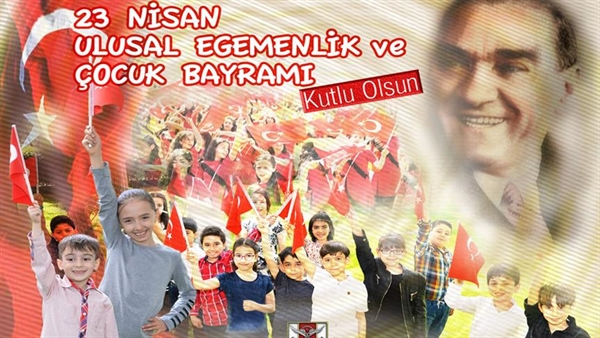 23 NİSAN
ULUSAL EGEMENLİK ve
ÇOCUK BAYRAMI
Kutlu Olsun